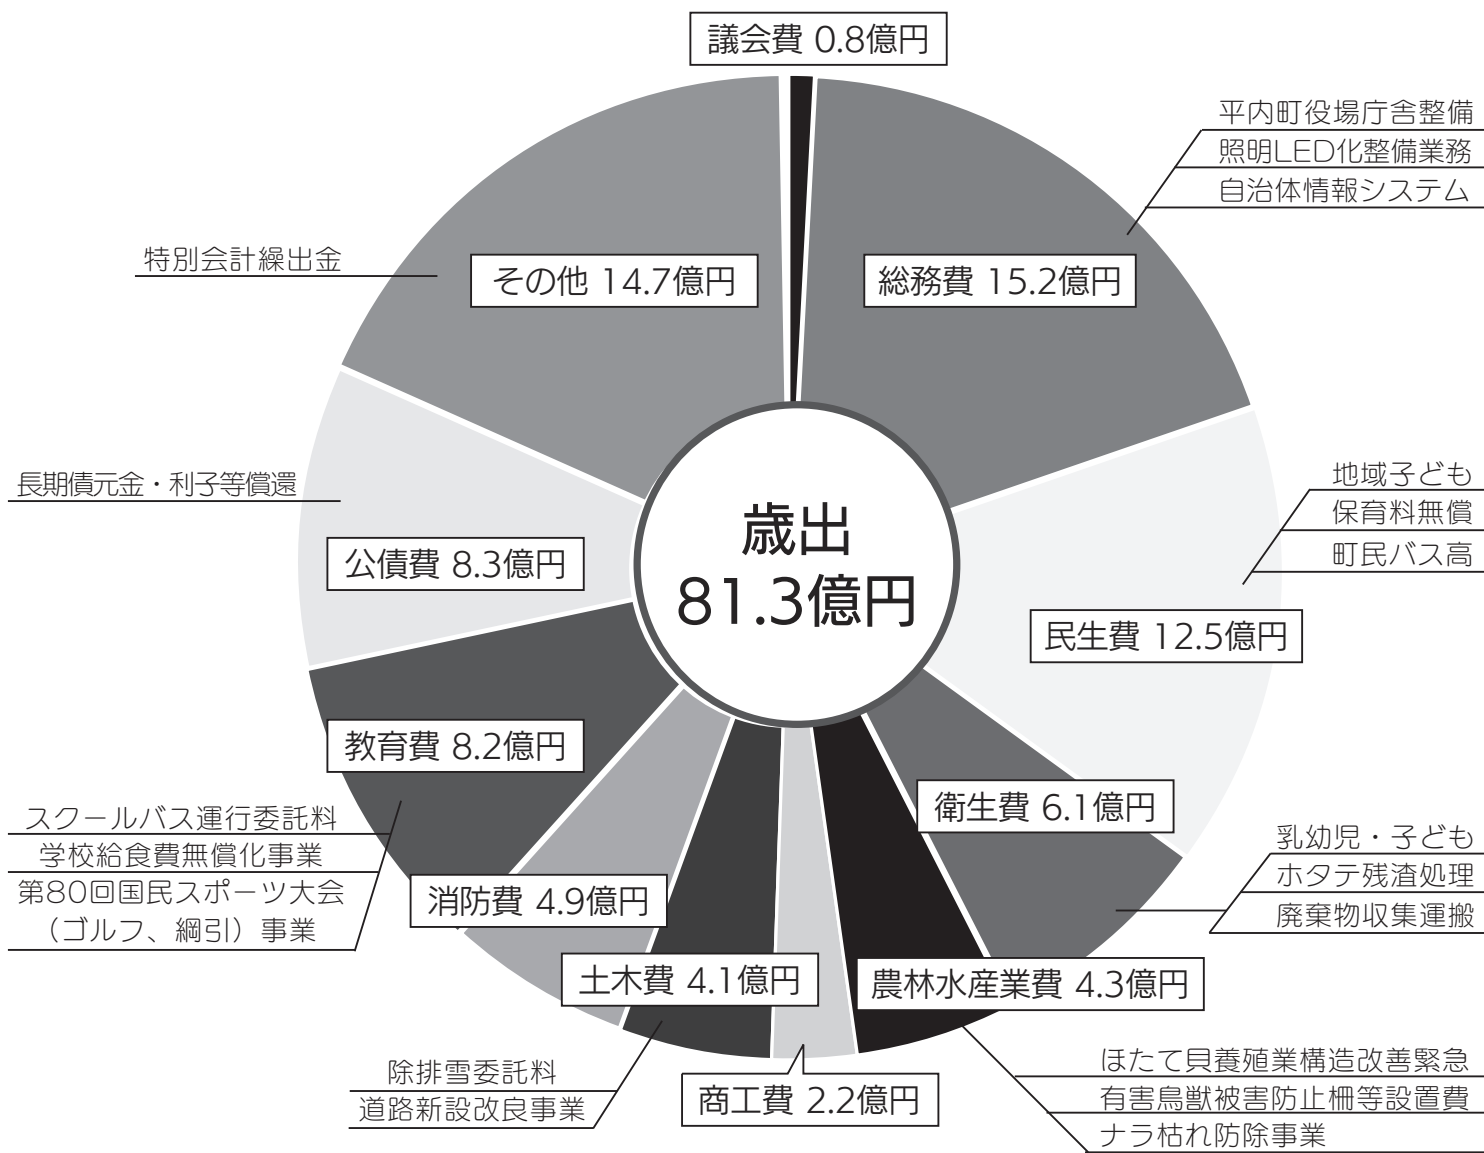 議会費 0.8億円
平内町役場庁舎整備
照明LED化整備業務
自治体情報システム
総務費 15.2億円
地域子ども
保育料無償
町民バス高
民生費 12.5億円
衛生費 6.1億円
乳幼児・子ども
ホタテ残渣処理
廃棄物収集運搬
農林水産業費 4.3億円
ほたて貝養殖業構造改善緊急
有害鳥獣被害防止柵等設置費
ナラ枯れ防除事業
商工費 2.2億円
土木費 4.1億円
除排雪委託料
道路新設改良事業
消防費 4.9億円
教育費 8.2億円
スクールバス運行委託料
学校給食費無償化事業
第80回国民スポーツ大会
(ゴルフ、綱引)事業
公債費 8.3億円
長期債元金・利子等償還
その他 14.7億円
特別会計繰出金
歳出
81.3億円